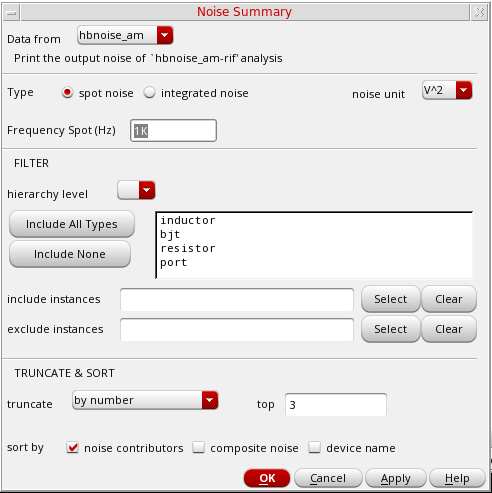 Noise Summary
Data from hbnoise_am
Print the output noise of `hbnoise_am-rif' analysis
Type spot noise integrated noise noise unit V^2
Frequency Spot (Hz) 1K
FILTER
hierarchy level
Include All Types
Include None
inductor
bjt
resistor
port
include instances Select Clear
exclude instances Select Clear
TRUNCATE & SORT
truncate by number top 3
sort by noise contributors composite noise device name
OK Cancel Apply Help